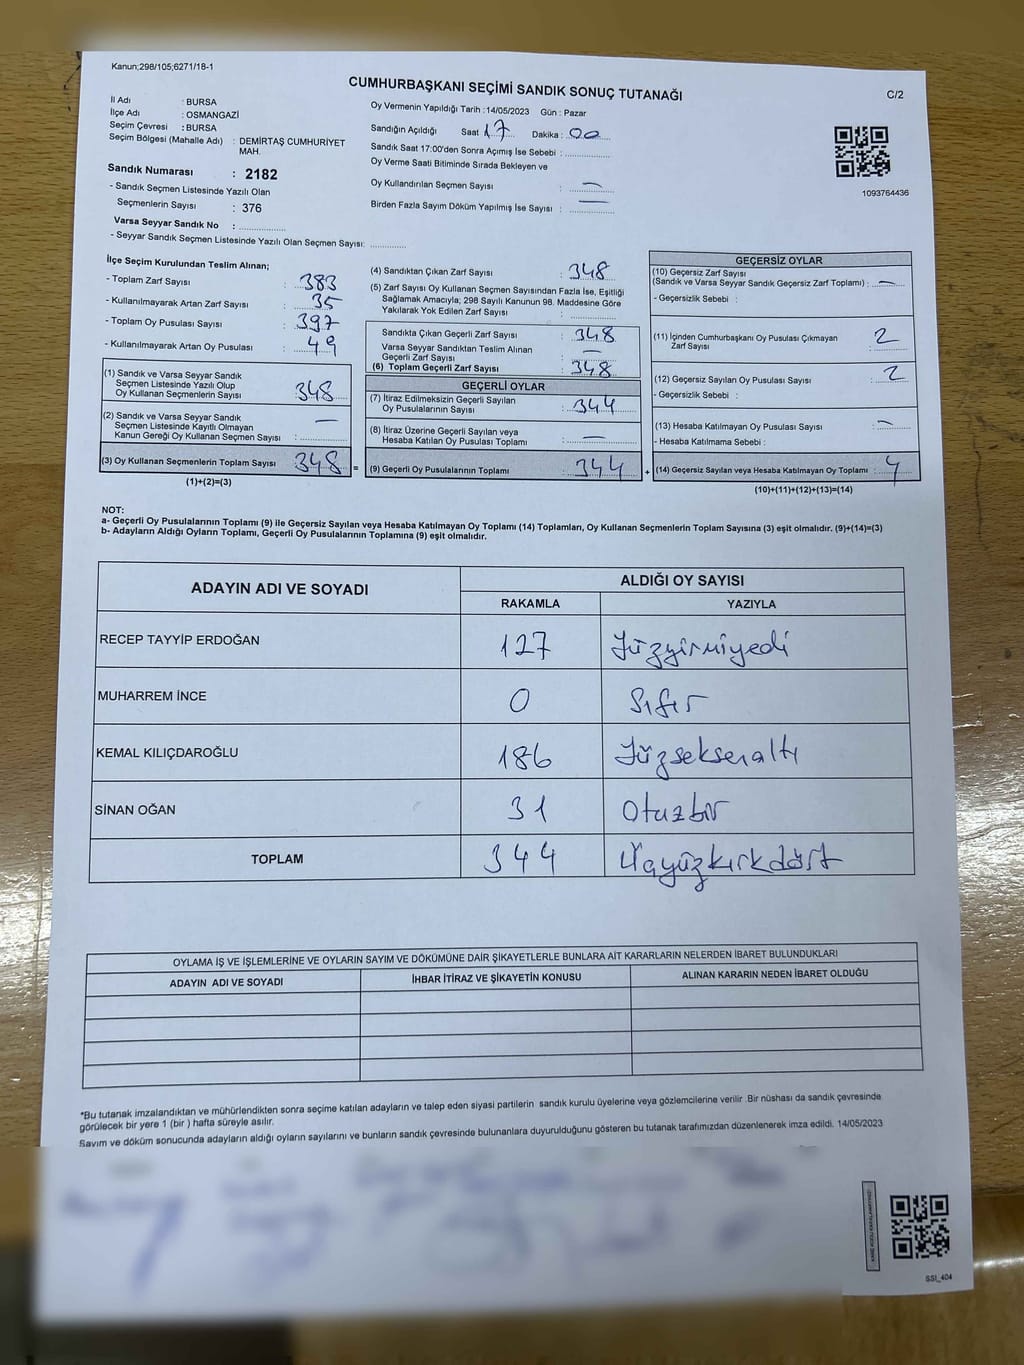 Kanun;298/105;6271/18-1
CUMHURBAŞKANI SEÇİMİ SANDIK SONUÇ TUTANAĞI
C/2
İl Adı : BURSA
İlçe Adı : OSMANGAZİ
Seçim Çevresi : BURSA
Seçim Bölgesi (Mahalle Adı) : DEMİRTAŞ CUMHURİYET
MAH.
Sandık Numarası : 2182
- Sandık Seçmen Listesinde Yazılı Olan
Seçmenlerin Sayısı : 376
Varsa Seyyar Sandık No :
- Seyyar Sandık Seçmen Listesinde Yazılı Olan Seçmen Sayısı:
Oy Vermenin Yapıldığı Tarih :14/05/2023 Gün : Pazar
Sandığın Açıldığı Saat 17 Dakika : 00
Sandık Saat 17:00'den Sonra Açımış İse Sebebi :
Oy Verme Saati Bitiminde Sırada Bekleyen ve
Oy Kullandırılan Seçmen Sayısı : —
Birden Fazla Sayım Döküm Yapılmış İse Sayısı : —
1093764436
İlçe Seçim Kurulundan Teslim Alınan;
- Toplam Zarf Sayısı : 383
- Kullanılmayarak Artan Zarf Sayısı : 35
- Toplam Oy Pusulası Sayısı : 397
- Kullanılmayarak Artan Oy Pusulası : 49
(1) Sandık ve Varsa Seyyar Sandık
Seçmen Listesinde Yazılı Olup
Oy Kullanan Seçmenlerin Sayısı : 348
(2) Sandık ve Varsa Seyyar Sandık
Seçmen Listesinde Kayıtlı Olmayan
Kanun Gereği Oy Kullanan Seçmen Sayısı : —
(3) Oy Kullanan Seçmenlerin Toplam Sayısı 348
(1)+(2)=(3)
=
(4) Sandıktan Çıkan Zarf Sayısı : 348
(5) Zarf Sayısı Oy Kullanan Seçmen Sayısından Fazla İse, Eşitliği
Sağlamak Amacıyla; 298 Sayılı Kanunun 98. Maddesine Göre
Yakılarak Yok Edilen Zarf Sayısı :
Sandıkta Çıkan Geçerli Zarf Sayısı : 348
Varsa Seyyar Sandıktan Teslim Alınan
Geçerli Zarf Sayısı : —
(6) Toplam Geçerli Zarf Sayısı : 348
GEÇERLİ OYLAR
(7) İtiraz Edilmeksizin Geçerli Sayılan
Oy Pusulalarının Sayısı : 344
(8) İtiraz Üzerine Geçerli Sayılan veya
Hesaba Katılan Oy Pusulası Toplamı : —
(9) Geçerli Oy Pusulalarının Toplamı : 344
+
GEÇERSİZ OYLAR
(10) Geçersiz Zarf Sayısı
(Sandık ve Varsa Seyyar Sandık Geçersiz Zarf Toplamı) : —
- Geçersizlik Sebebi :
(11) İçinden Cumhurbaşkanı Oy Pusulası Çıkmayan
Zarf Sayısı : 2
(12) Geçersiz Sayılan Oy Pusulası Sayısı : 2
- Geçersizlik Sebebi :
(13) Hesaba Katılmayan Oy Pusulası Sayısı : —
- Hesaba Katılmama Sebebi :
(14) Geçersiz Sayılan veya Hesaba Katılmayan Oy Toplamı : 4
(10)+(11)+(12)+(13)=(14)
NOT:
a- Geçerli Oy Pusulalarının Toplamı (9) ile Geçersiz Sayılan veya Hesaba Katılmayan Oy Toplamı (14) Toplamları, Oy Kullanan Seçmenlerin Toplam Sayısına (3) eşit olmalıdır. (9)+(14)=(3)
b- Adayların Aldığı Oyların Toplamı, Geçerli Oy Pusulalarının Toplamına (9) eşit olmalıdır.
ADAYIN ADI VE SOYADI
ALDIĞI OY SAYISI
RAKAMLA YAZIYLA
RECEP TAYYİP ERDOĞAN 127 Yüzyirmiyedi
MUHARREM İNCE 0 Sıfır
KEMAL KILIÇDAROĞLU 186 Yüzseksenaltı
SİNAN OĞAN 31 Otuzbir
TOPLAM 344 Üçyüzkırkdört
OYLAMA İŞ VE İŞLEMLERİNE VE OYLARIN SAYIM VE DÖKÜMÜNE DAİR ŞİKAYETLERLE BUNLARA AİT KARARLARIN NELERDEN İBARET BULUNDUKLARI
ADAYIN ADI VE SOYADI İHBAR İTİRAZ VE ŞİKAYETİN KONUSU ALINAN KARARIN NEDEN İBARET OLDUĞU
*Bu tutanak imzalandıktan ve mühürlendikten sonra seçime katılan adayların ve talep eden siyasi partilerin sandık kurulu üyelerine veya gözlemcilerine verilir .Bir nüshası da sandık çevresinde
görülecek bir yere 1 (bir ) hafta süreyle asılır.
Sayım ve döküm sonucunda adayların aldığı oyların sayılarını ve bunların sandık çevresinde bulunanlara duyurulduğunu gösteren bu tutanak tarafımızdan düzenlenerek imza edildi. 14/05/2023
SSI_404